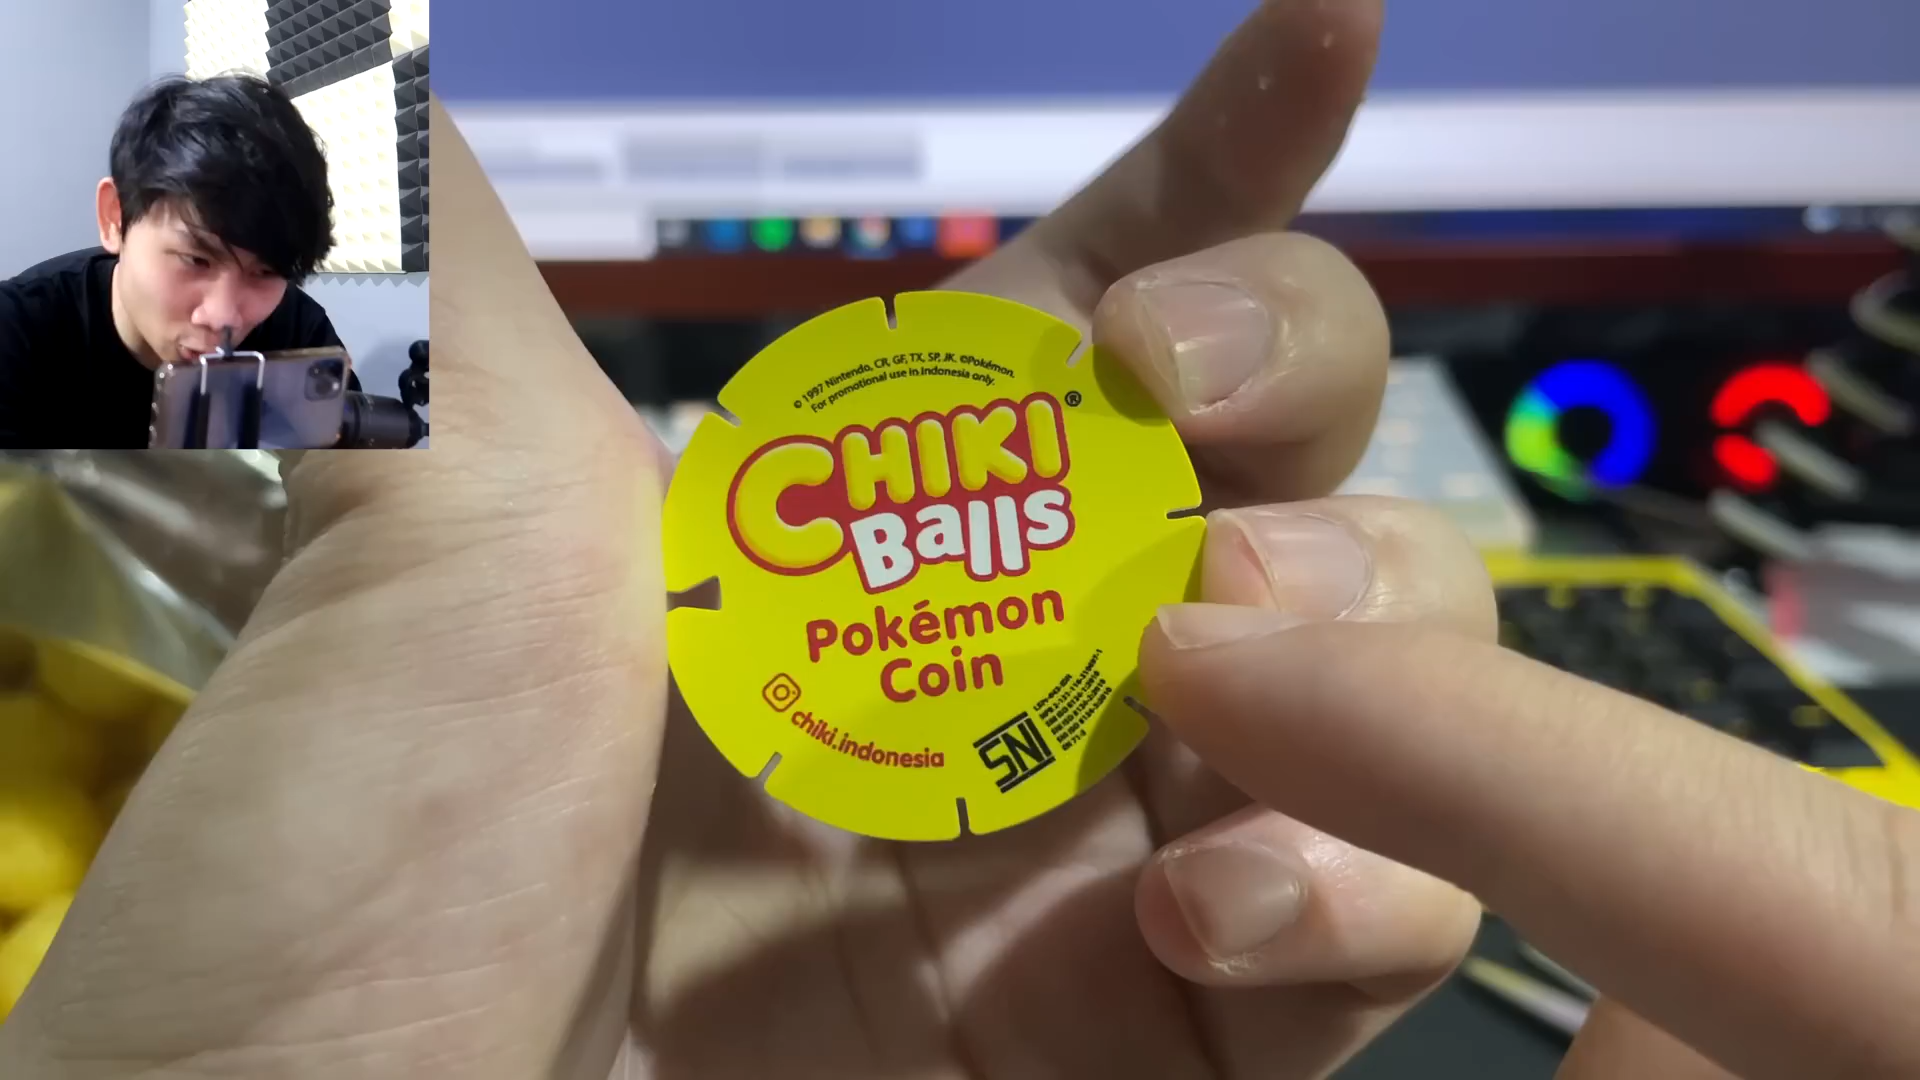 © 1997 Nintendo, CR, GF, TX, SP, JK. ©Pokémon.
For promotional use in Indonesia only.
CHIKI ®
Balls
Pokémon
Coin
chiki.indonesia
SNI